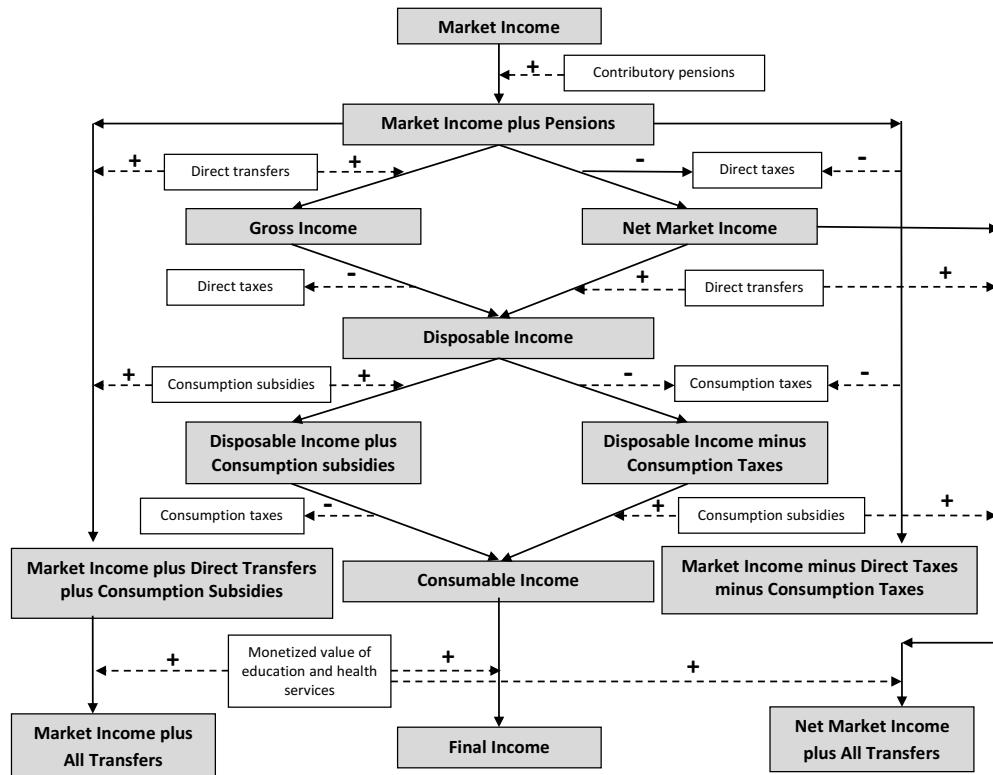 Market Income
+
Contributory pensions
Market Income plus Pensions
+
Direct transfers
+
-
Direct taxes
-
Gross Income
Net Market Income
Direct taxes
-
+
Direct transfers
+
Disposable Income
+
Consumption subsidies
+
-
Consumption taxes
-
Disposable Income plus
Consumption subsidies
Disposable Income minus
Consumption Taxes
Consumption taxes
-
+
Consumption subsidies
+
Market Income plus Direct Transfers
plus Consumption Subsidies
Consumable Income
Market Income minus Direct Taxes
minus Consumption Taxes
+
Monetized value of
education and health
services
+
+
Market Income plus
All Transfers
Final Income
Net Market Income
plus All Transfers